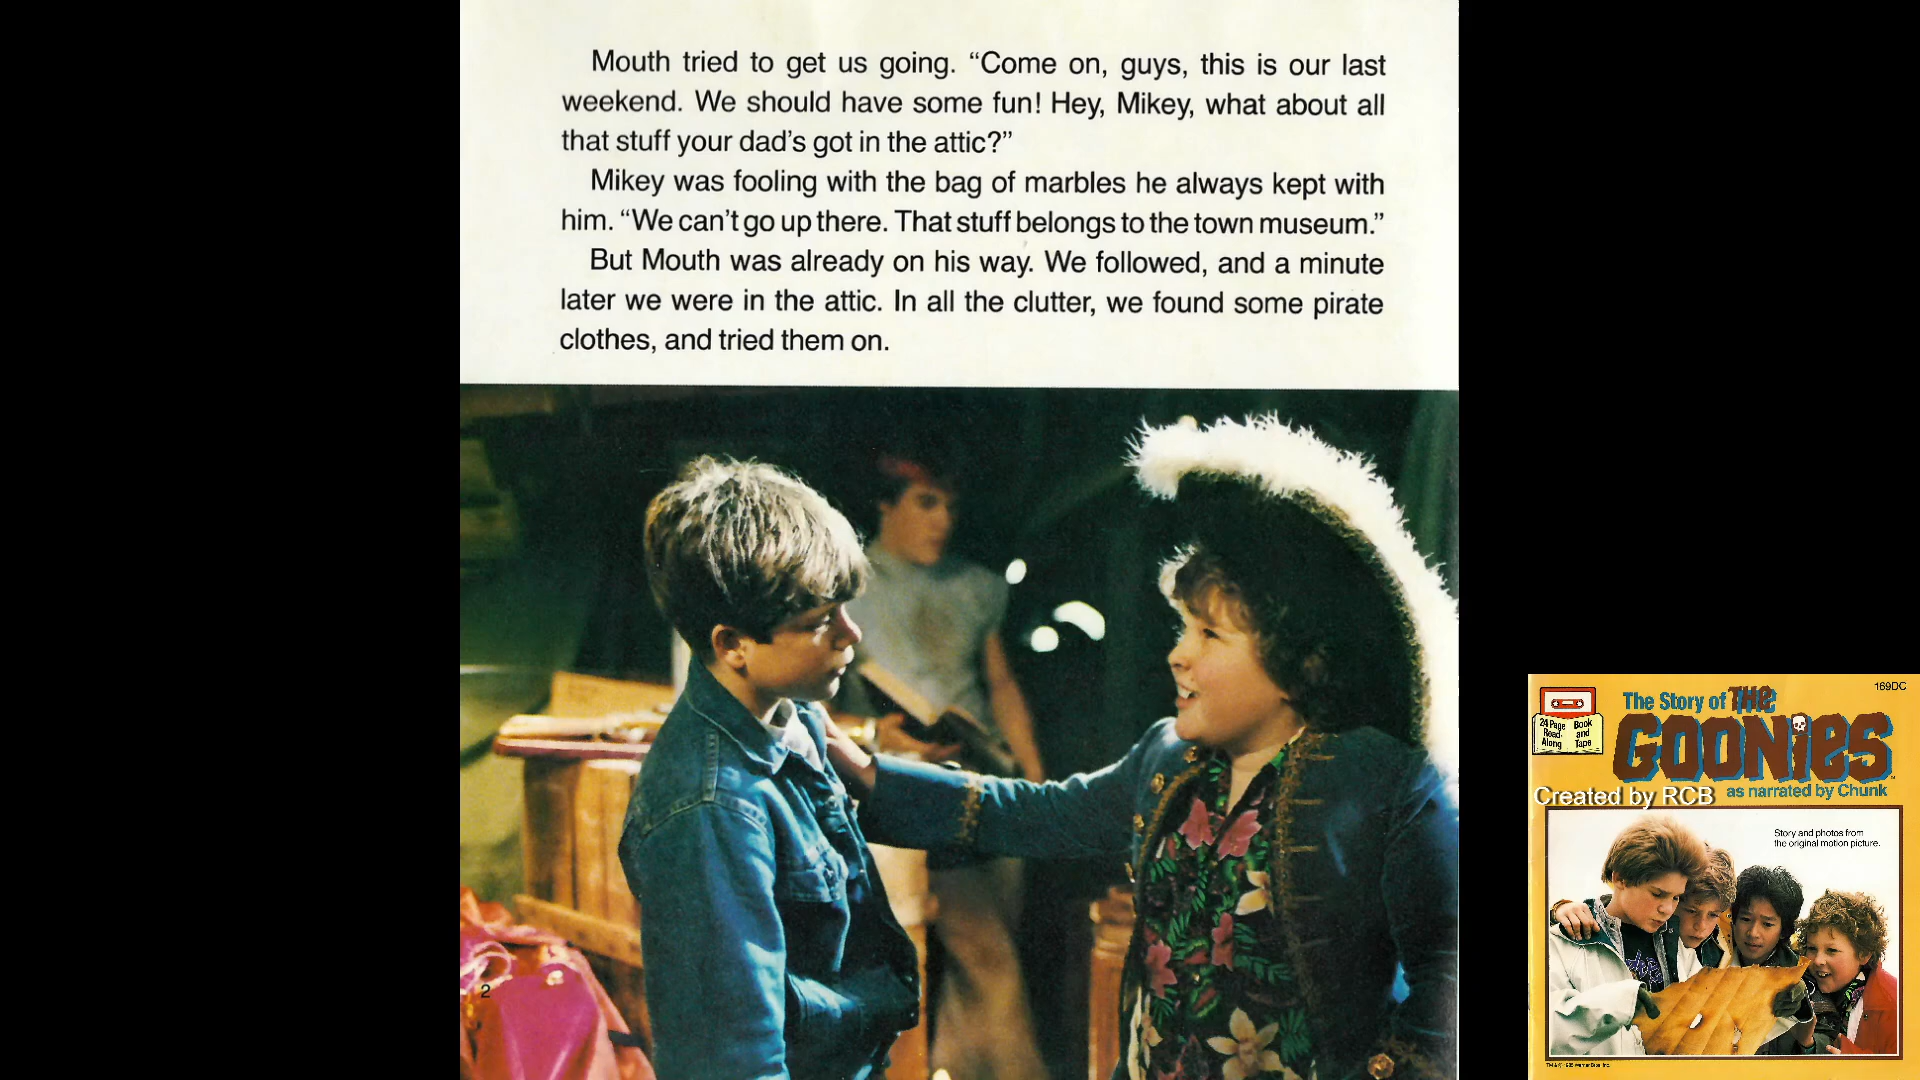 Mouth tried to get us going. “Come on, guys, this is our last
weekend. We should have some fun! Hey, Mikey, what about all
that stuff your dad’s got in the attic?”
Mikey was fooling with the bag of marbles he always kept with
him. “We can’t go up there. That stuff belongs to the town museum.”
But Mouth was already on his way. We followed, and a minute
later we were in the attic. In all the clutter, we found some pirate
clothes, and tried them on.
2
169DC
The Story of THE
GOONIES
24 Page Book
Read- and
Along Tape
as narrated by Chunk
Created by RCB
Story and photos from
the original motion picture.